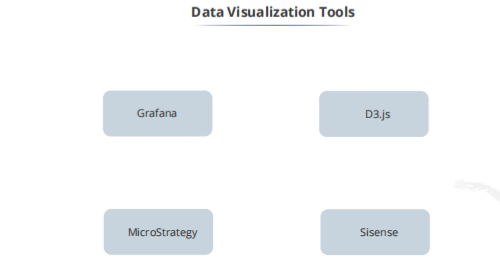 Data Visualization Tools
Grafana
D3.js
MicroStrategy
Sisense